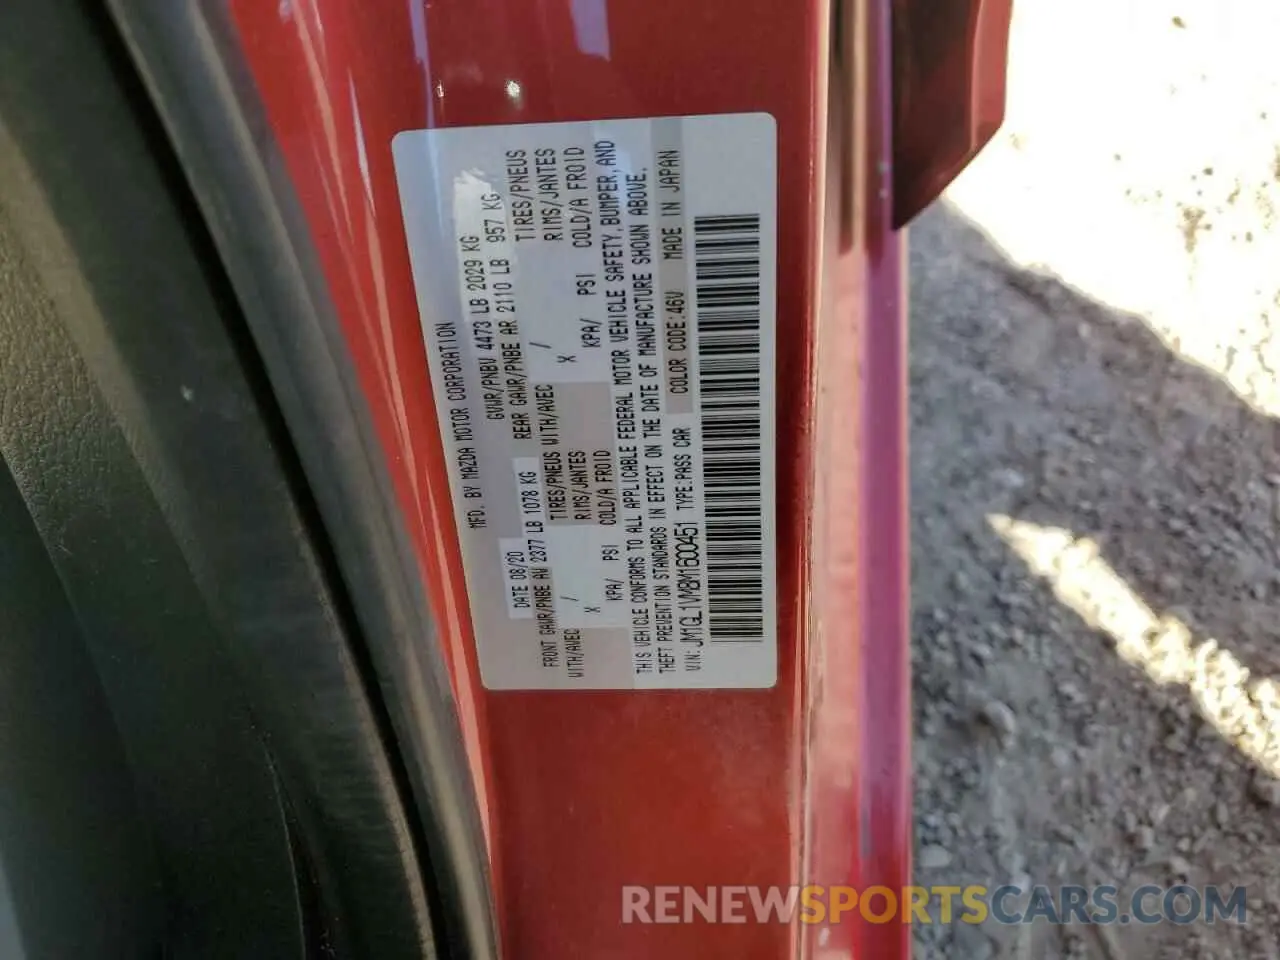 MFD. BY MAZDA MOTOR CORPORATION
DATE 08/20 GVWR/PNBV 4473 LB 2029 KG
FRONT GAWR/PNBE AV 2377 LB 1078 KG REAR GAWR/PNBE AR 2110 LB 957 KG
WITH/AVEC / TIRES/PNEUS WITH/AVEC / TIRES/PNEUS
X RIMS/JANTES X RIMS/JANTES
KPA/ PSI COLD/A FROID KPA/ PSI COLD/A FROID
THIS VEHICLE CONFORMS TO ALL APPLICABLE FEDERAL MOTOR VEHICLE SAFETY, BUMPER, AND
THEFT PREVENTION STANDARDS IN EFFECT ON THE DATE OF MANUFACTURE SHOWN ABOVE.
VIN: JM1GL1VM8M1600451 TYPE:PASS CAR COLOR CODE:46V MADE IN JAPAN
RENEWSPORTSCARS.COM